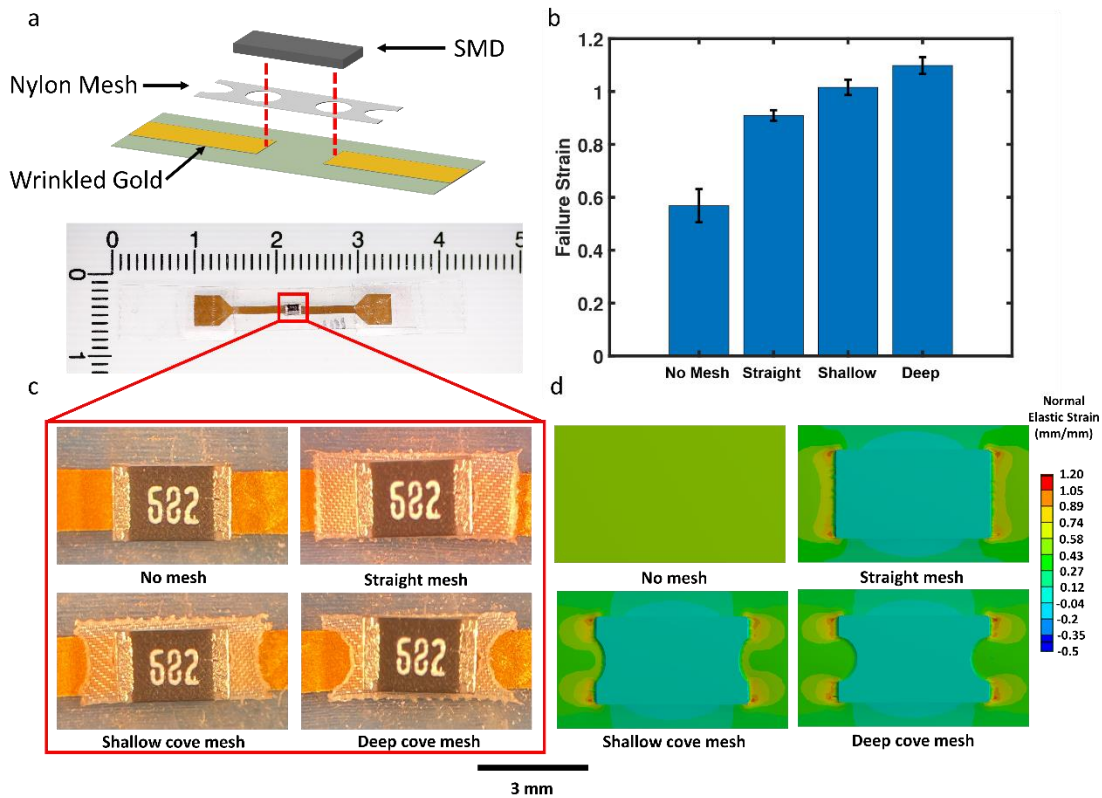 a
SMD
Nylon Mesh
Wrinkled Gold
0 1 2 3 4 5
0
1
b
1.2
1
0.8
0.6
0.4
0.2
0
Failure Strain
No Mesh Straight Shallow Deep
c
582
582
No mesh
Straight mesh
582
582
Shallow cove mesh
Deep cove mesh
3 mm
d
Normal
Elastic Strain
(mm/mm)
1.20
1.05
0.89
0.74
0.58
0.43
0.27
0.12
-0.04
-0.2
-0.35
-0.5
No mesh
Straight mesh
Shallow cove mesh
Deep cove mesh